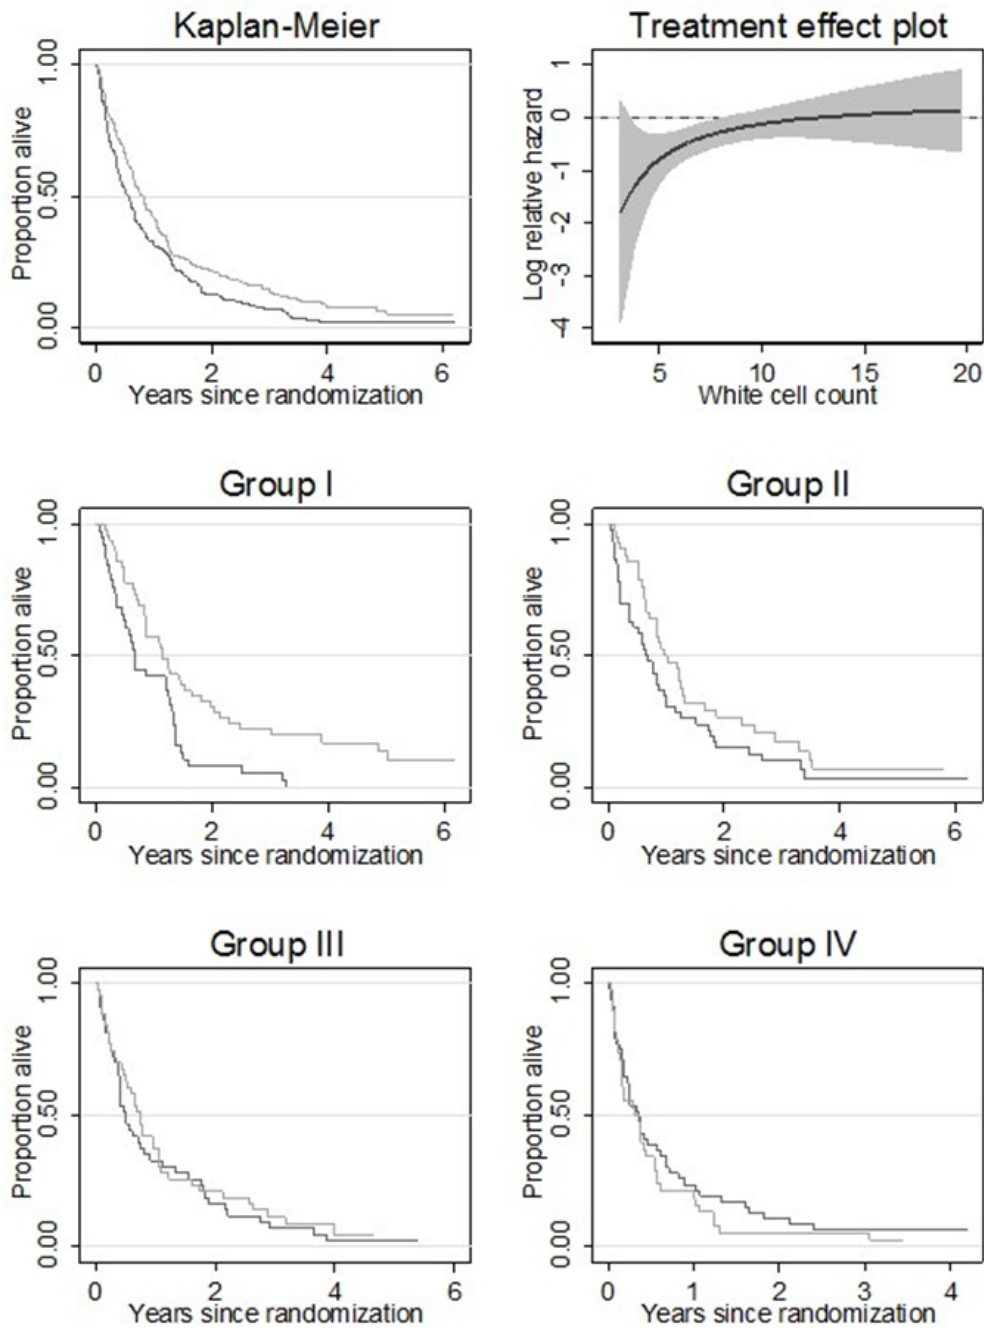 Kaplan-Meier
Proportion alive
1.00
0.50
0.00
0 2 4 6
Years since randomization
Treatment effect plot
Log relative hazard
1
0
-1
-2
-3
-4
5 10 15 20
White cell count
Group I
Proportion alive
1.00
0.50
0.00
0 2 4 6
Years since randomization
Group II
Proportion alive
1.00
0.50
0.00
0 2 4 6
Years since randomization
Group III
Proportion alive
1.00
0.50
0.00
0 2 4 6
Years since randomization
Group IV
Proportion alive
1.00
0.50
0.00
0 1 2 3 4
Years since randomization